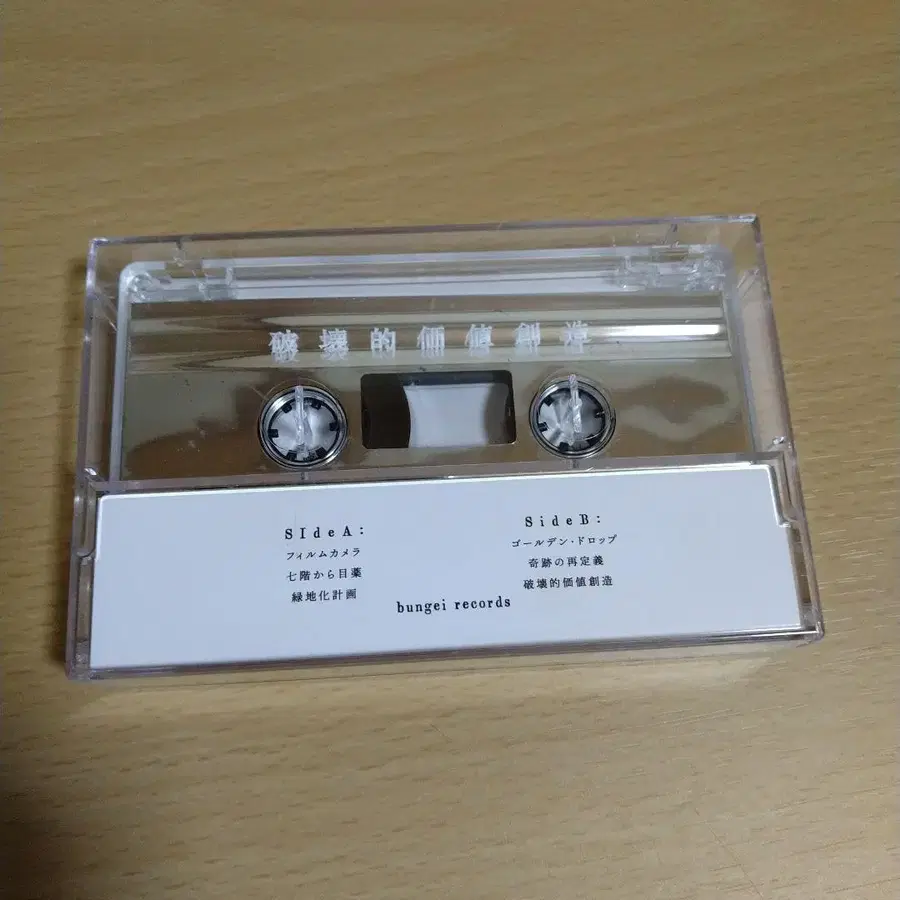 破壊的価値創造
SIdeA:
フィルムカメラ
七階から目薬
緑地化計画
SideB:
ゴールデン・ドロップ
奇跡の再定義
破壊的価値創造
bungei records